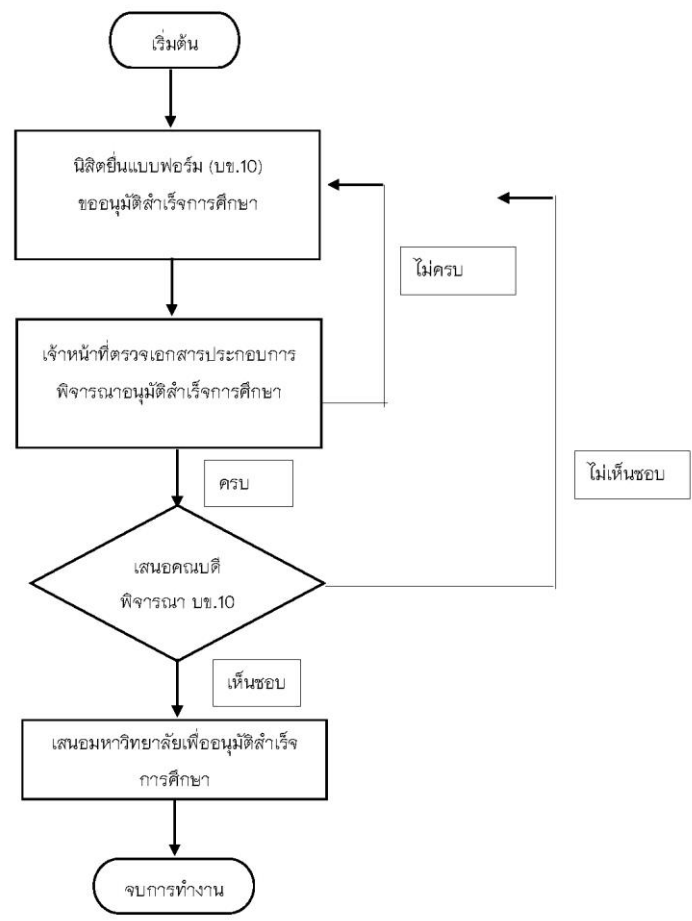 เริ่มต้น
นิสิตยื่นแบบฟอร์ม (บข.10)
ขออนุมัติสำเร็จการศึกษา
ไม่ครบ
เจ้าหน้าที่ตรวจเอกสารประกอบการ
พิจารณาอนุมัติสำเร็จการศึกษา
ไม่เห็นชอบ
ครบ
เสนอคณบดี
พิจารณา บข.10
เห็นชอบ
เสนอมหาวิทยาลัยเพื่ออนุมัติสำเร็จ
การศึกษา
จบการทำงาน